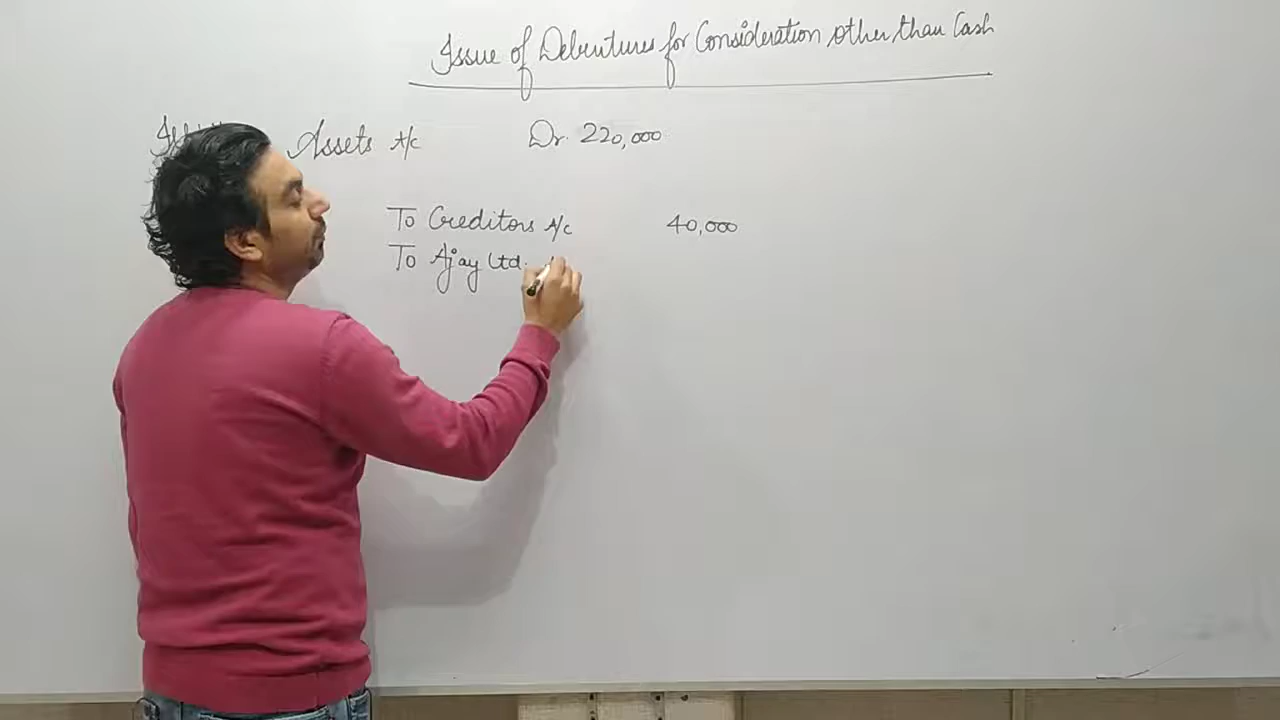 Issue of Debentures for Consideration other than Cash
Assets A/c Dr. 220,000
To Creditors A/c 40,000
To Ajay Ltd.